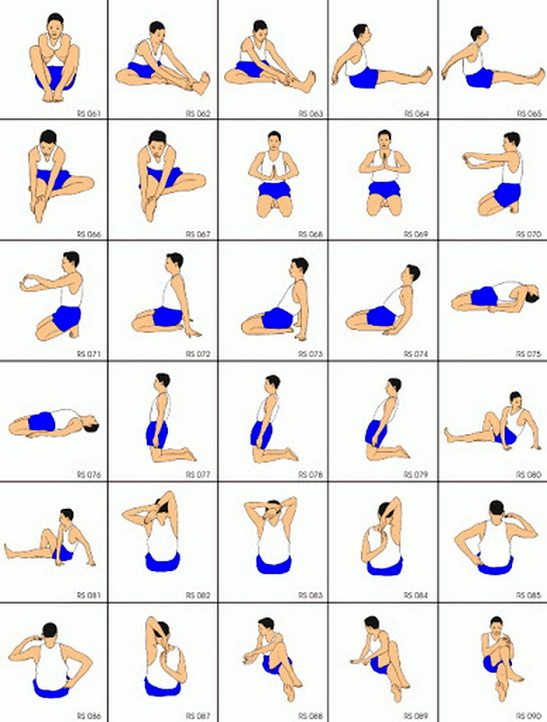 RS 061
RS 062
RS 063
RS 064
RS 065
RS 066
RS 067
RS 068
RS 069
RS 070
RS 071
RS 072
RS 073
RS 074
RS 075
RS 076
RS 077
RS 078
RS 079
RS 080
RS 081
RS 082
RS 083
RS 084
RS 085
RS 086
RS 087
RS 088
RS 089
RS 090